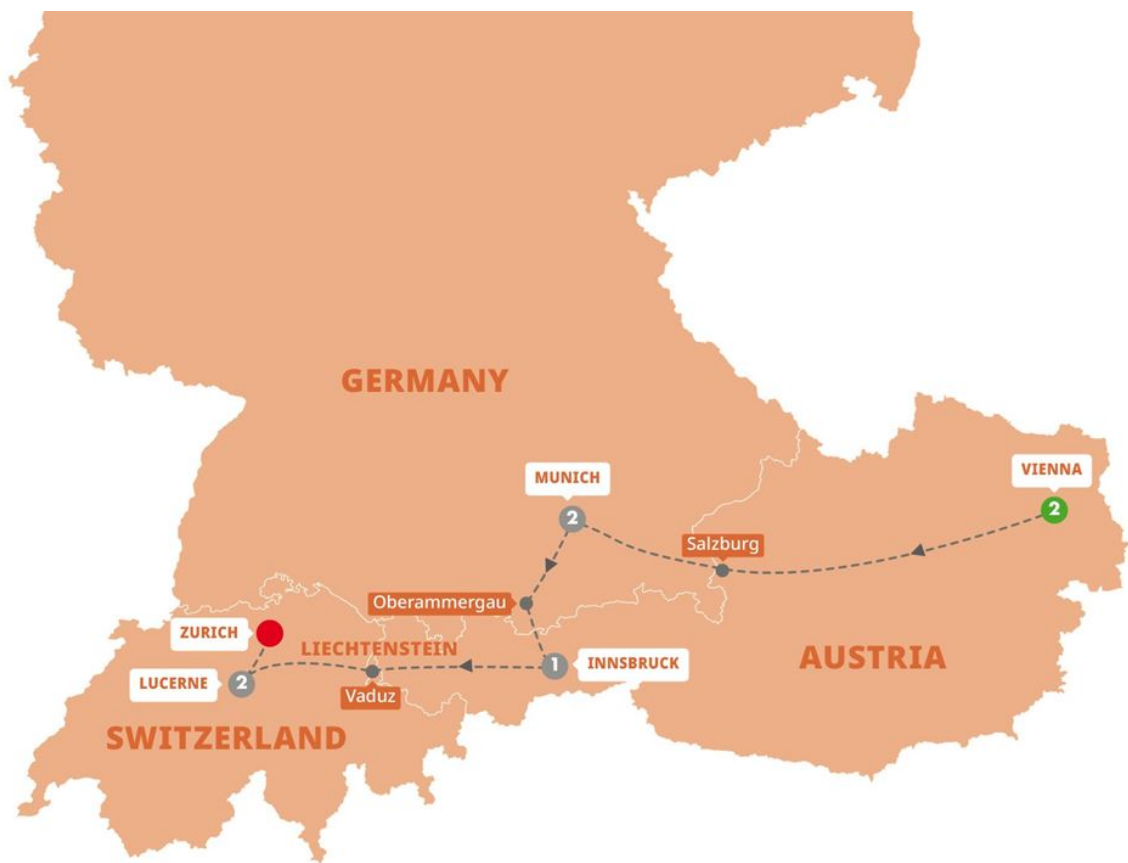 GERMANY
MUNICH
2
VIENNA
2
Salzburg
Oberammergau
ZURICH
LIECHTENSTEIN
INNSBRUCK
1
AUSTRIA
LUCERNE
2
Vaduz
SWITZERLAND